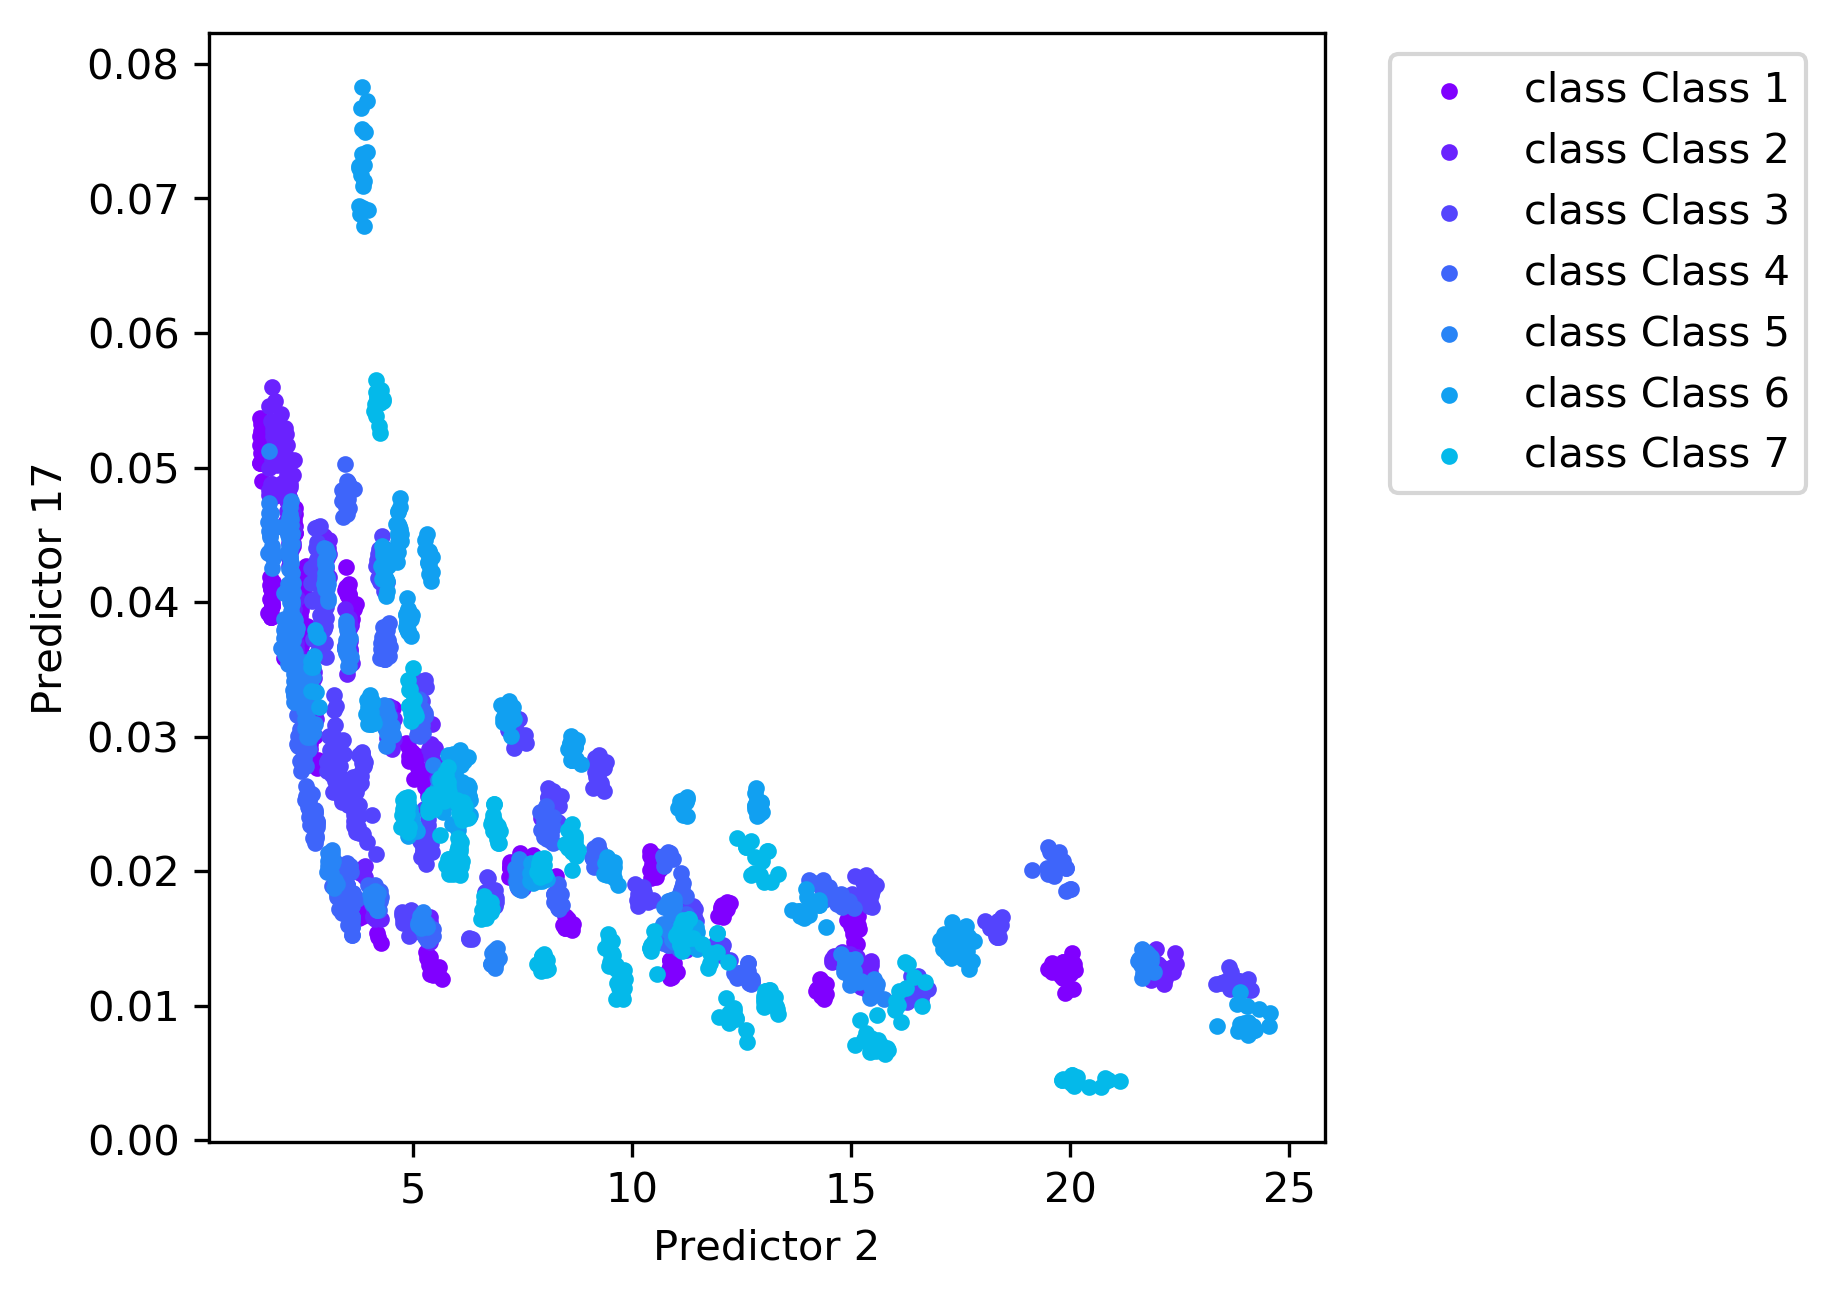 0.08
0.07
0.06
0.05
0.04
0.03
0.02
0.01
0.00
Predictor 17
5 10 15 20 25
Predictor 2
class Class 1
class Class 2
class Class 3
class Class 4
class Class 5
class Class 6
class Class 7